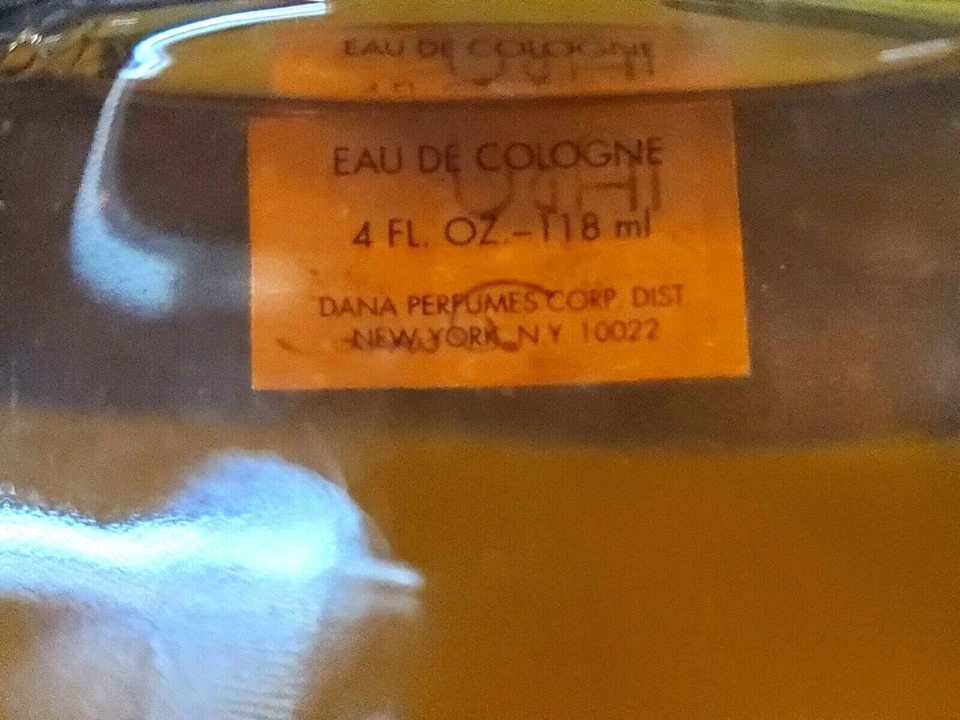 EAU DE COLOGNE
EAU DE COLOGNE
4 FL. OZ.–118 ml
DANA PERFUMES CORP. DIST.
NEW YORK, N.Y. 10022